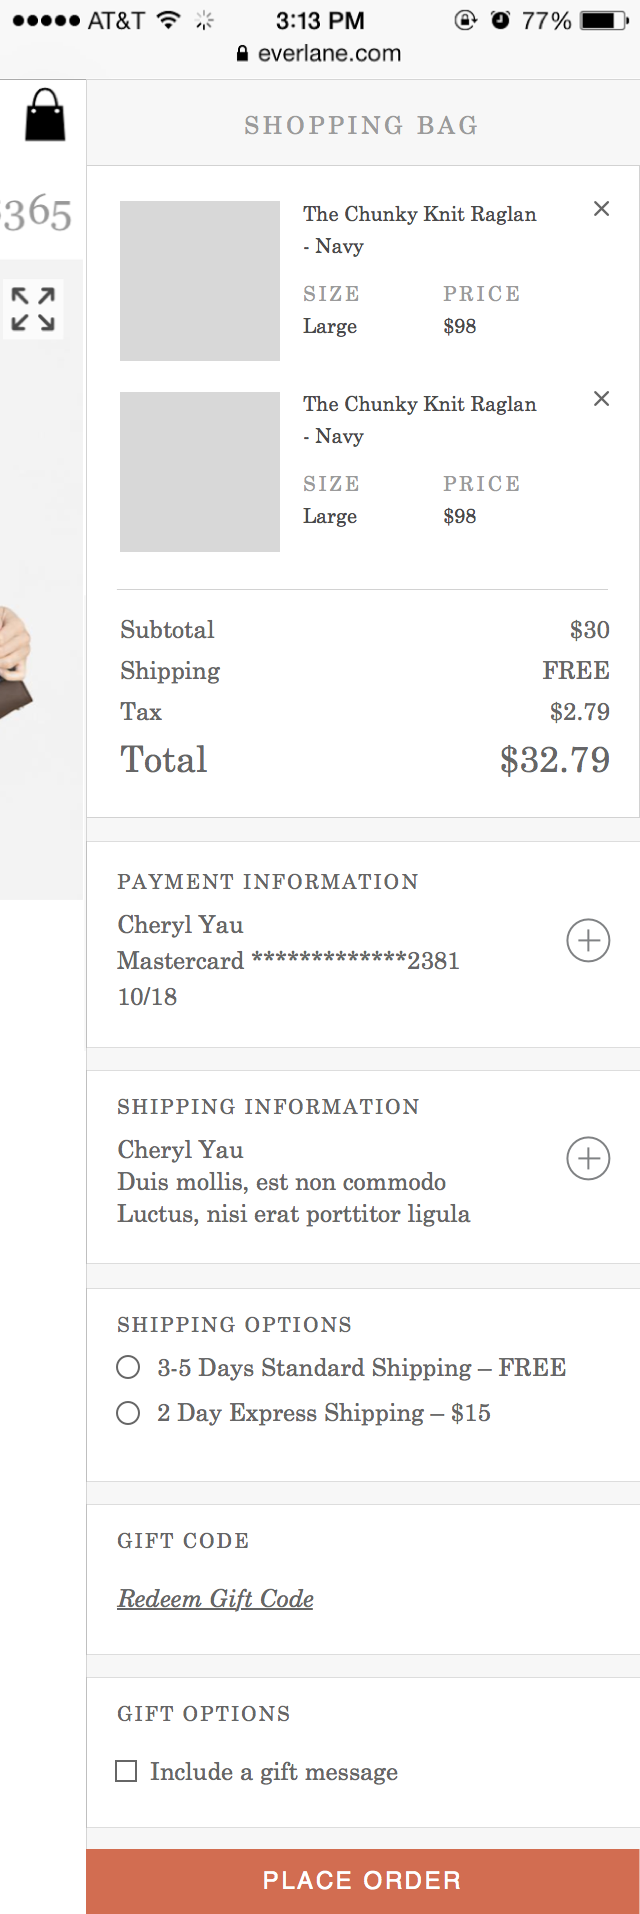 AT&T 3:13 PM 77%
everlane.com
SHOPPING BAG
365
The Chunky Knit Raglan
- Navy
SIZE PRICE
Large $98
The Chunky Knit Raglan
- Navy
SIZE PRICE
Large $98
Subtotal $30
Shipping FREE
Tax $2.79
Total $32.79
PAYMENT INFORMATION
Cheryl Yau
Mastercard *************2381
10/18
SHIPPING INFORMATION
Cheryl Yau
Duis mollis, est non commodo
Luctus, nisi erat porttitor ligula
SHIPPING OPTIONS
3-5 Days Standard Shipping – FREE
2 Day Express Shipping – $15
GIFT CODE
Redeem Gift Code
GIFT OPTIONS
Include a gift message
PLACE ORDER